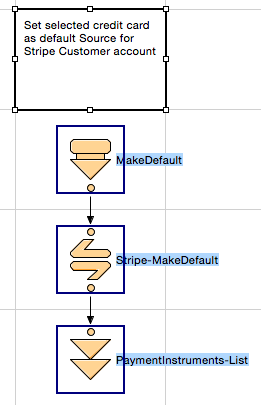 Set selected credit card
as default Source for
Stripe Customer account
MakeDefault
Stripe-MakeDefault
PaymentInstruments-List